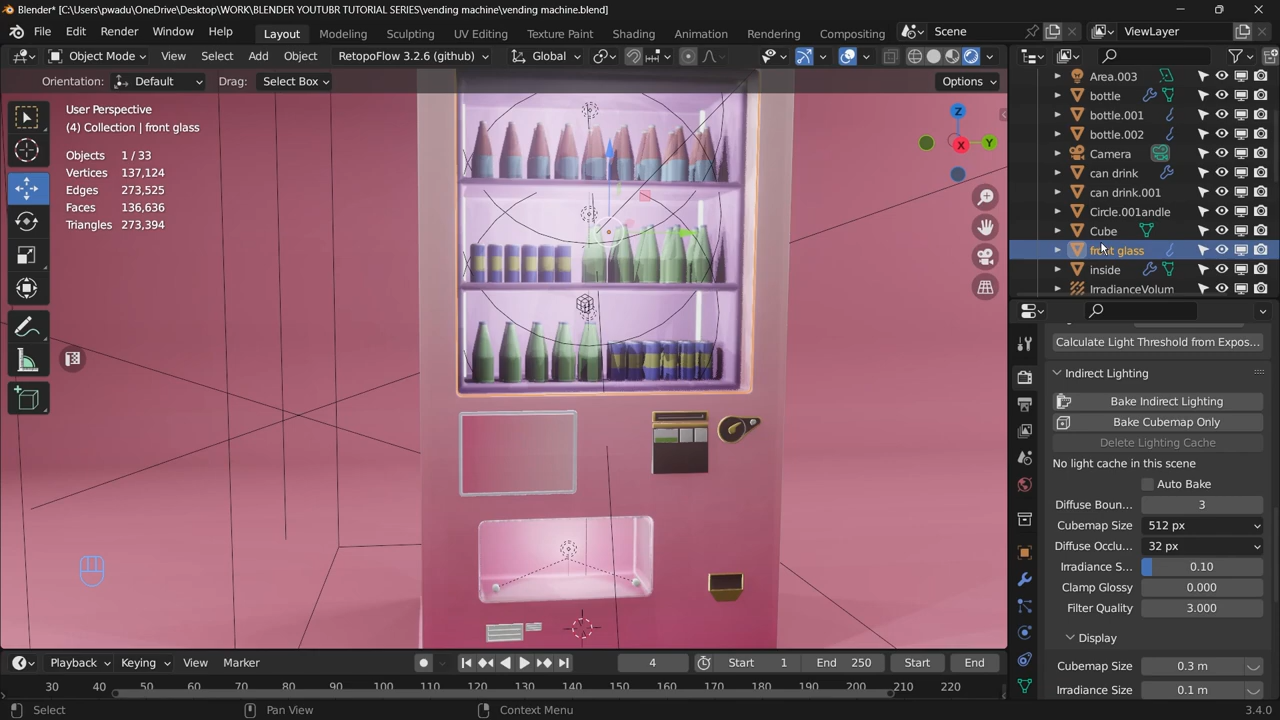 Blender* [C:\Users\pwadu\OneDrive\Desktop\WORK\BLENDER YOUTUBR TUTORIAL SERIES\vending machine\vending machine.blend]
File Edit Render Window Help Layout Modeling Sculpting UV Editing Texture Paint Shading Animation Rendering Compositing Scene ViewLayer
Object Mode View Select Add Object RetopoFlow 3.2.6 (github) Global
Orientation: Default Drag: Select Box Options
User Perspective
(4) Collection | front glass
Objects 1 / 33
Vertices 137,124
Edges 273,525
Faces 136,636
Triangles 273,394
Z
X
Y
Area.003
bottle
bottle.001
bottle.002
Camera
can drink
can drink.001
Circle.001andle
Cube
front glass
inside
IrradianceVolum
Calculate Light Threshold from Expos...
Indirect Lighting
Bake Indirect Lighting
Bake Cubemap Only
Delete Lighting Cache
No light cache in this scene
Auto Bake
Diffuse Boun... 3
Cubemap Size 512 px
Diffuse Occlu... 32 px
Irradiance S... 0.10
Clamp Glossy 0.000
Filter Quality 3.000
Display
Cubemap Size 0.3 m
Irradiance Size 0.1 m
Playback Keying View Marker 4 Start 1 End 250 Start End
30 40 50 60 70 80 90 100 110 120 130 140 150 160 170 180 190 200 210 220
Select Pan View Context Menu 3.4.0